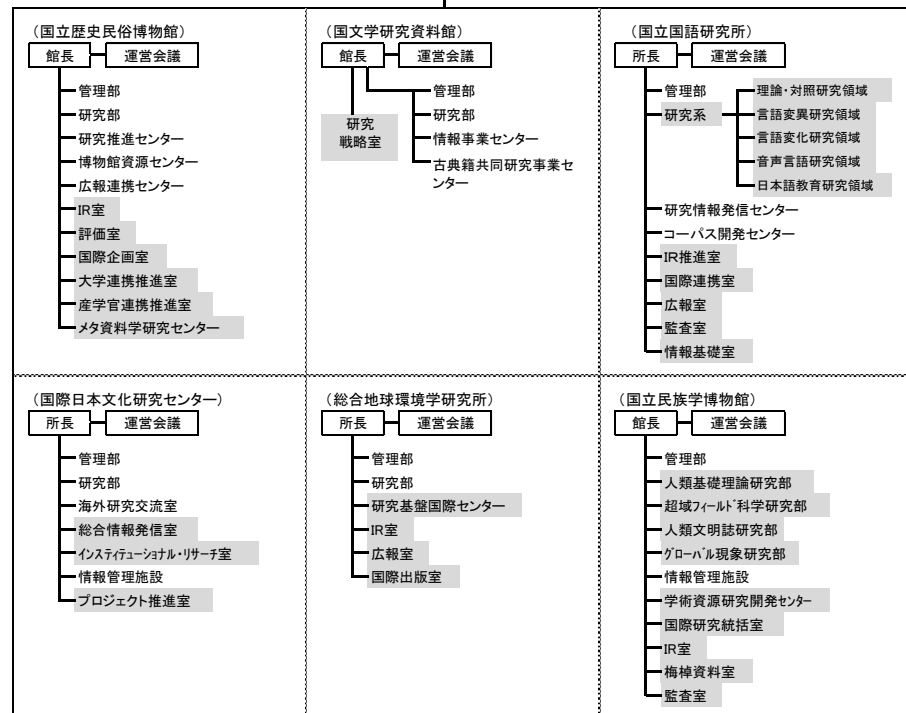 （国立歴史民俗博物館）
館長
運営会議
管理部
研究部
研究推進センター
博物館資源センター
広報連携センター
IR室
評価室
国際企画室
大学連携推進室
産学官連携推進室
メタ資料学研究センター
（国文学研究資料館）
館長
運営会議
研究
戦略室
管理部
研究部
情報事業センター
古典籍共同研究事業セ
ンター
（国立国語研究所）
所長
運営会議
管理部
研究系
理論・対照研究領域
言語変異研究領域
言語変化研究領域
音声言語研究領域
日本語教育研究領域
研究情報発信センター
コーパス開発センター
IR推進室
国際連携室
広報室
監査室
情報基礎室
（国際日本文化研究センター）
所長
運営会議
管理部
研究部
海外研究交流室
総合情報発信室
インスティテューショナル・リサーチ室
情報管理施設
プロジェクト推進室
（総合地球環境学研究所）
所長
運営会議
管理部
研究部
研究基盤国際センター
IR室
広報室
国際出版室
（国立民族学博物館）
館長
運営会議
管理部
人類基礎理論研究部
超域フィールド科学研究部
人類文明誌研究部
グローバル現象研究部
情報管理施設
学術資源研究開発センター
国際研究統括室
IR室
梅棹資料室
監査室